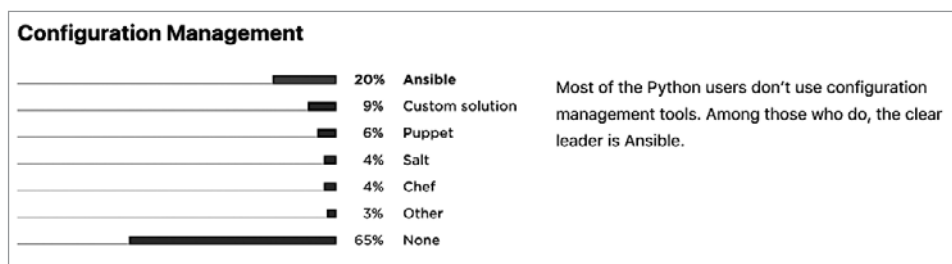 Configuration Management
20% Ansible
9% Custom solution
6% Puppet
4% Salt
4% Chef
3% Other
65% None
Most of the Python users don’t use configuration
management tools. Among those who do, the clear
leader is Ansible.